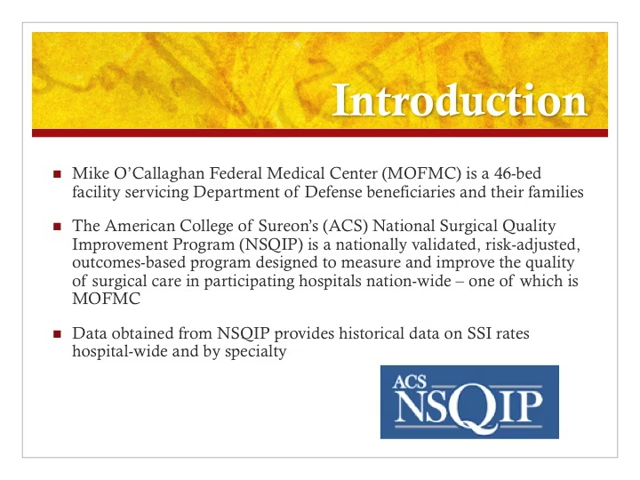 Introduction
■ Mike O’Callaghan Federal Medical Center (MOFMC) is a 46-bed
facility servicing Department of Defense beneficiaries and their families
■ The American College of Sureon’s (ACS) National Surgical Quality
Improvement Program (NSQIP) is a nationally validated, risk-adjusted,
outcomes-based program designed to measure and improve the quality
of surgical care in participating hospitals nation-wide – one of which is
MOFMC
■ Data obtained from NSQIP provides historical data on SSI rates
hospital-wide and by specialty
ACS
NSQIP